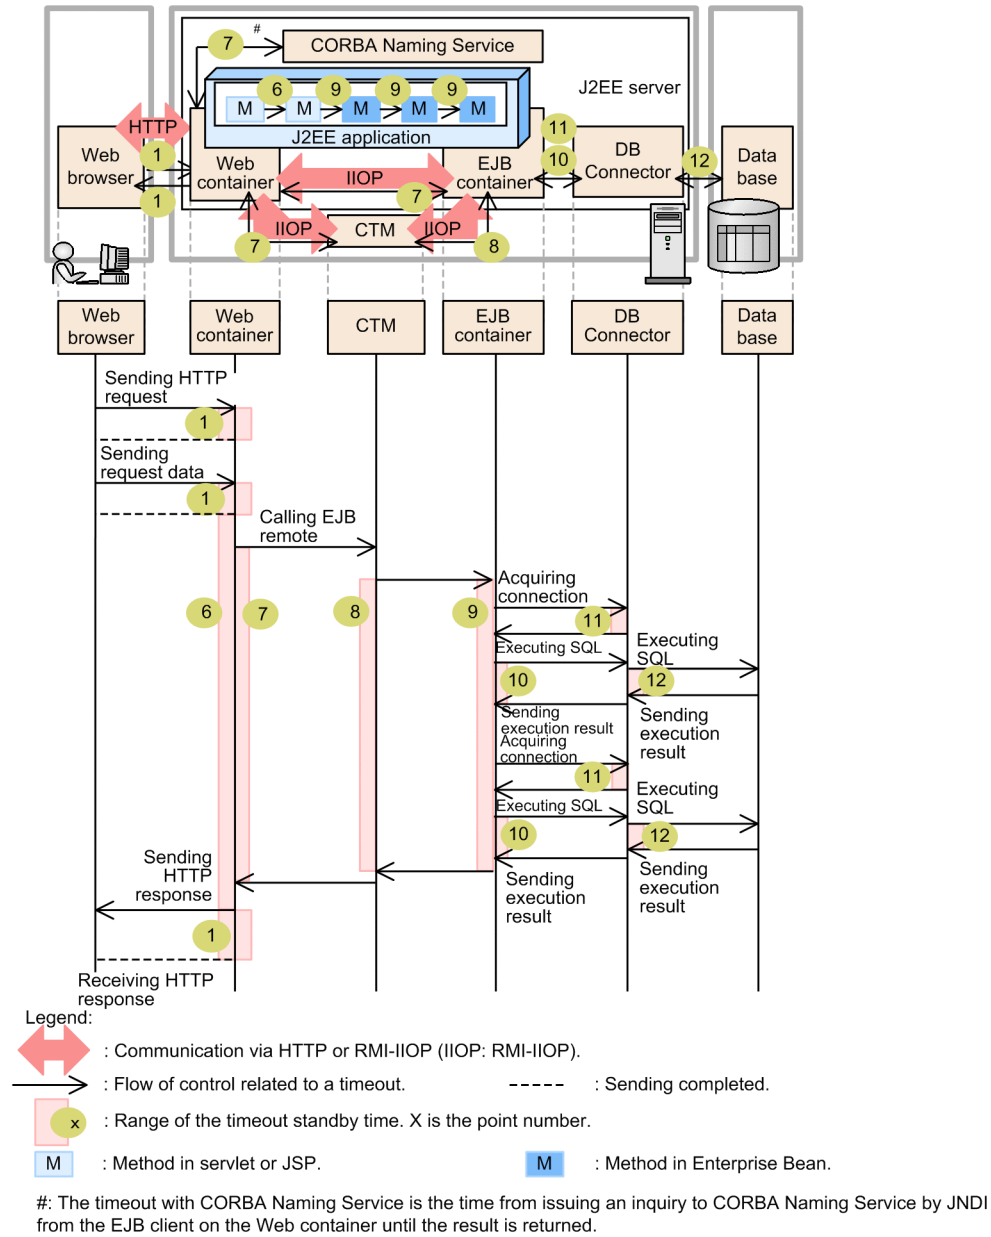 7
#
CORBA Naming Service
J2EE server
6
9
9
9
M
M
M
M
M
J2EE application
HTTP
11
Web
browser
1
Web
container
IIOP
EJB
container
10
DB
Connector
12
Data
base
1
7
IIOP
CTM
IIOP
7
8
Web
browser
Web
container
CTM
EJB
container
DB
Connector
Data
base
Sending HTTP
request
1
Sending
request data
1
Calling EJB
remote
Acquiring
connection
6
7
8
9
11
Executing SQL
Executing
SQL
10
12
Sending
execution result
Sending
execution
result
Acquiring
connection
11
Executing SQL
Executing
SQL
10
12
Sending
HTTP
response
Sending
execution
result
Sending
execution
result
1
Receiving HTTP
response
Legend:
: Communication via HTTP or RMI-IIOP (IIOP: RMI-IIOP).
: Flow of control related to a timeout.
: Sending completed.
x
: Range of the timeout standby time. X is the point number.
M
: Method in servlet or JSP.
M
: Method in Enterprise Bean.
#: The timeout with CORBA Naming Service is the time from issuing an inquiry to CORBA Naming Service by JNDI
from the EJB client on the Web container until the result is returned.